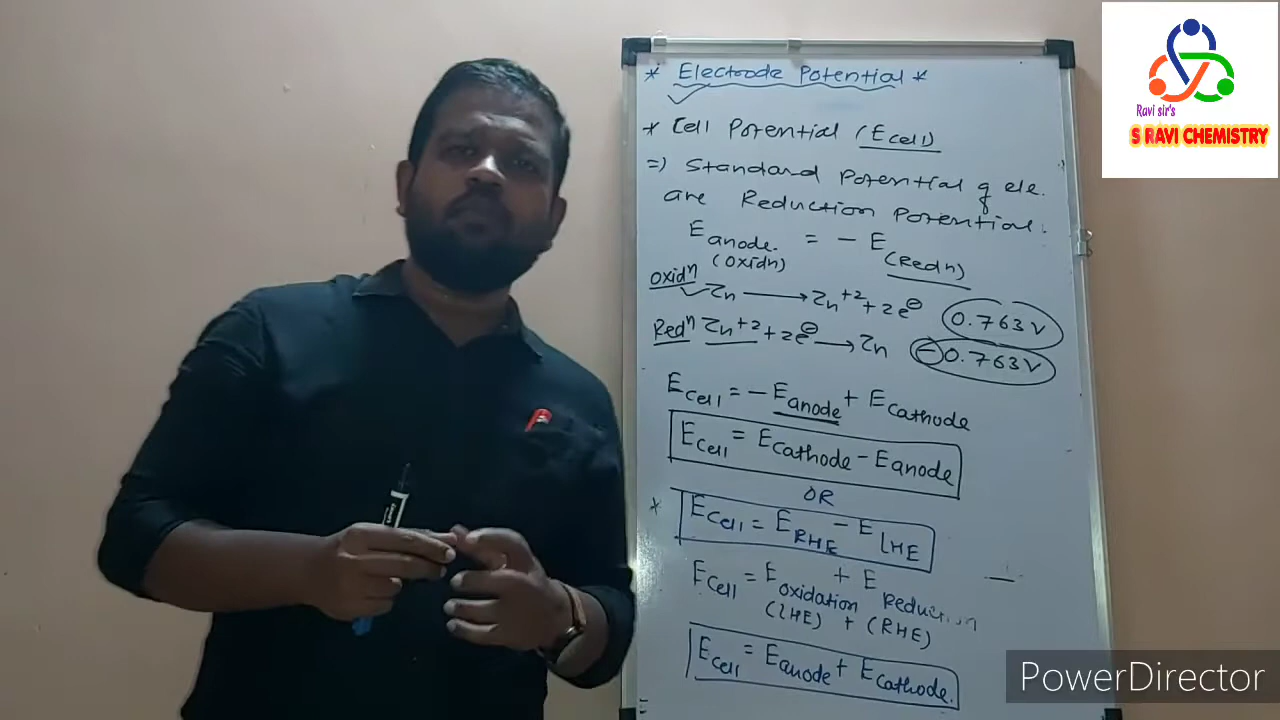 * Electrode Potential *
* Cell Potential (Ecell)
=> Standard Potential of ele.
are Reduction Potential.
E anode. = - E (Redn)
(Oxidn)
Oxidⁿ Zn → Zn+2 + 2e⊖ 0.763V
Redⁿ Zn+2 + 2e⊖ → Zn -0.763V
Ecell = - Eanode + Ecathode
Ecell = Ecathode - Eanode
OR
* Ecell = ERHE - ELHE
Ecell = Eoxidation + E Reduction
(LHE) + (RHE)
Ecell = Eanode + Ecathode.
=
Ravi sir's
S RAVI CHEMISTRY
PowerDirector